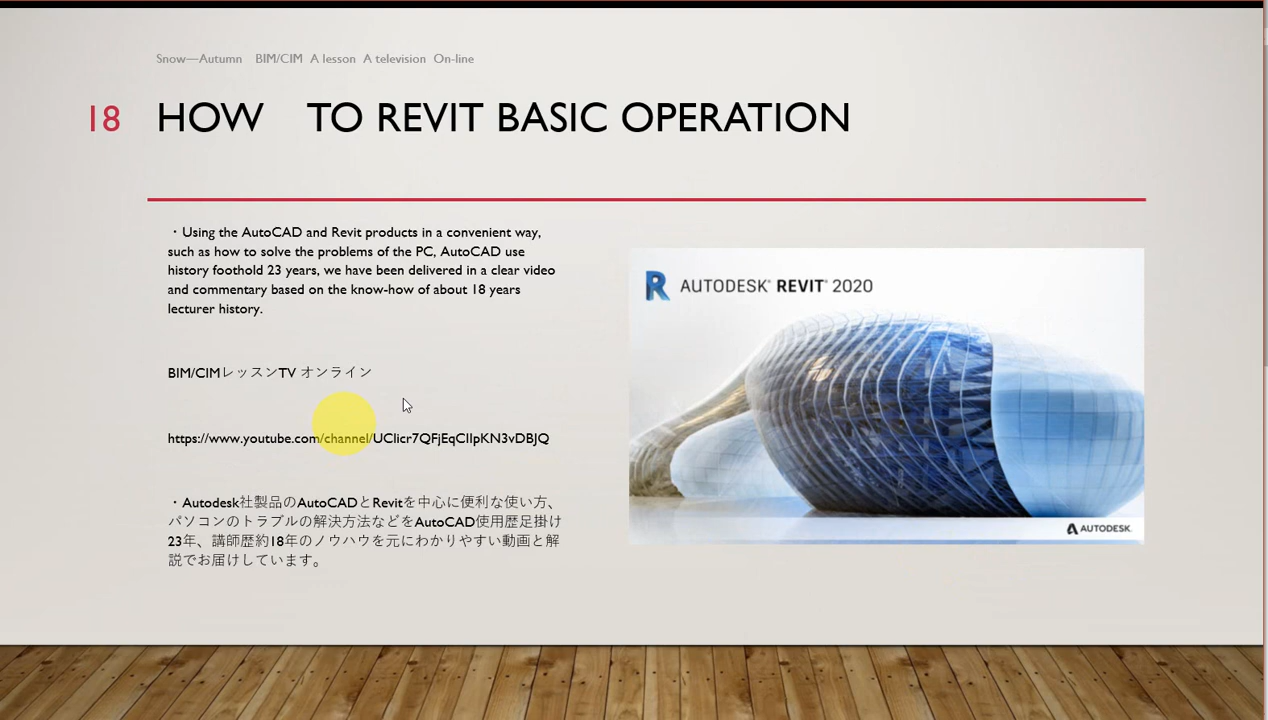 Snow—Autumn BIM/CIM A lesson A television On-line
18 HOW TO REVIT BASIC OPERATION
・Using the AutoCAD and Revit products in a convenient way,
such as how to solve the problems of the PC, AutoCAD use
history foothold 23 years, we have been delivered in a clear video
and commentary based on the know-how of about 18 years
lecturer history.
BIM/CIMレッスンTV オンライン
https://www.youtube.com/channel/UClicr7QFjEqCIlpKN3vDBJQ
・Autodesk社製品のAutoCADとRevitを中心に便利な使い方、
パソコンのトラブルの解決方法などをAutoCAD使用歴足掛け
23年、講師歴約18年のノウハウを元にわかりやすい動画と解
説でお届けしています。
R AUTODESK® REVIT® 2020
AUTODESK.